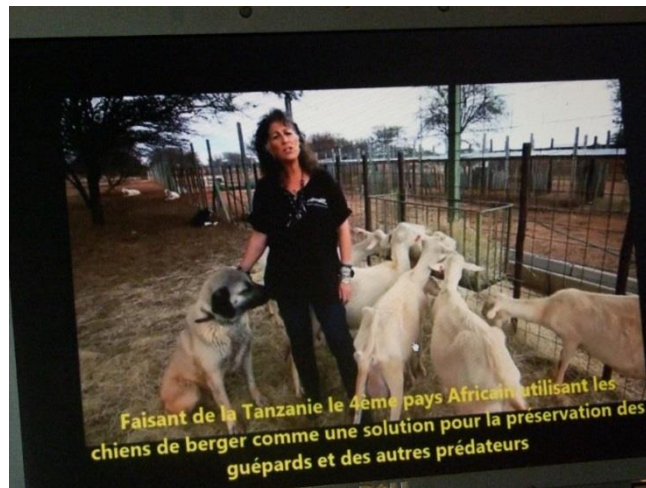 Faisant de la Tanzanie le 4ème pays Africain utilisant les
chiens de berger comme une solution pour la préservation des
guépards et des autres prédateurs